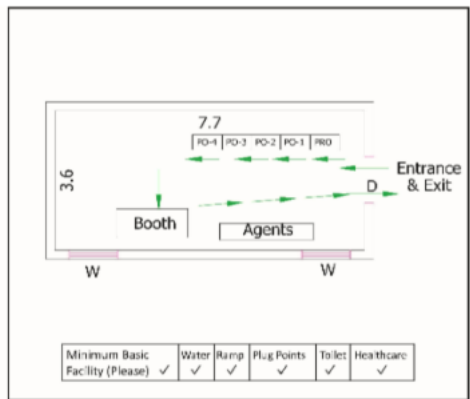 7.7
PO-4 PO-3 PO-2 PO-1 PRO
3.6
Entrance
& Exit
D
Booth
Agents
W
W
Minimum Basic
Facility (Please) ✓
Water ✓
Ramp ✓
Plug Points ✓
Toilet ✓
Healthcare ✓